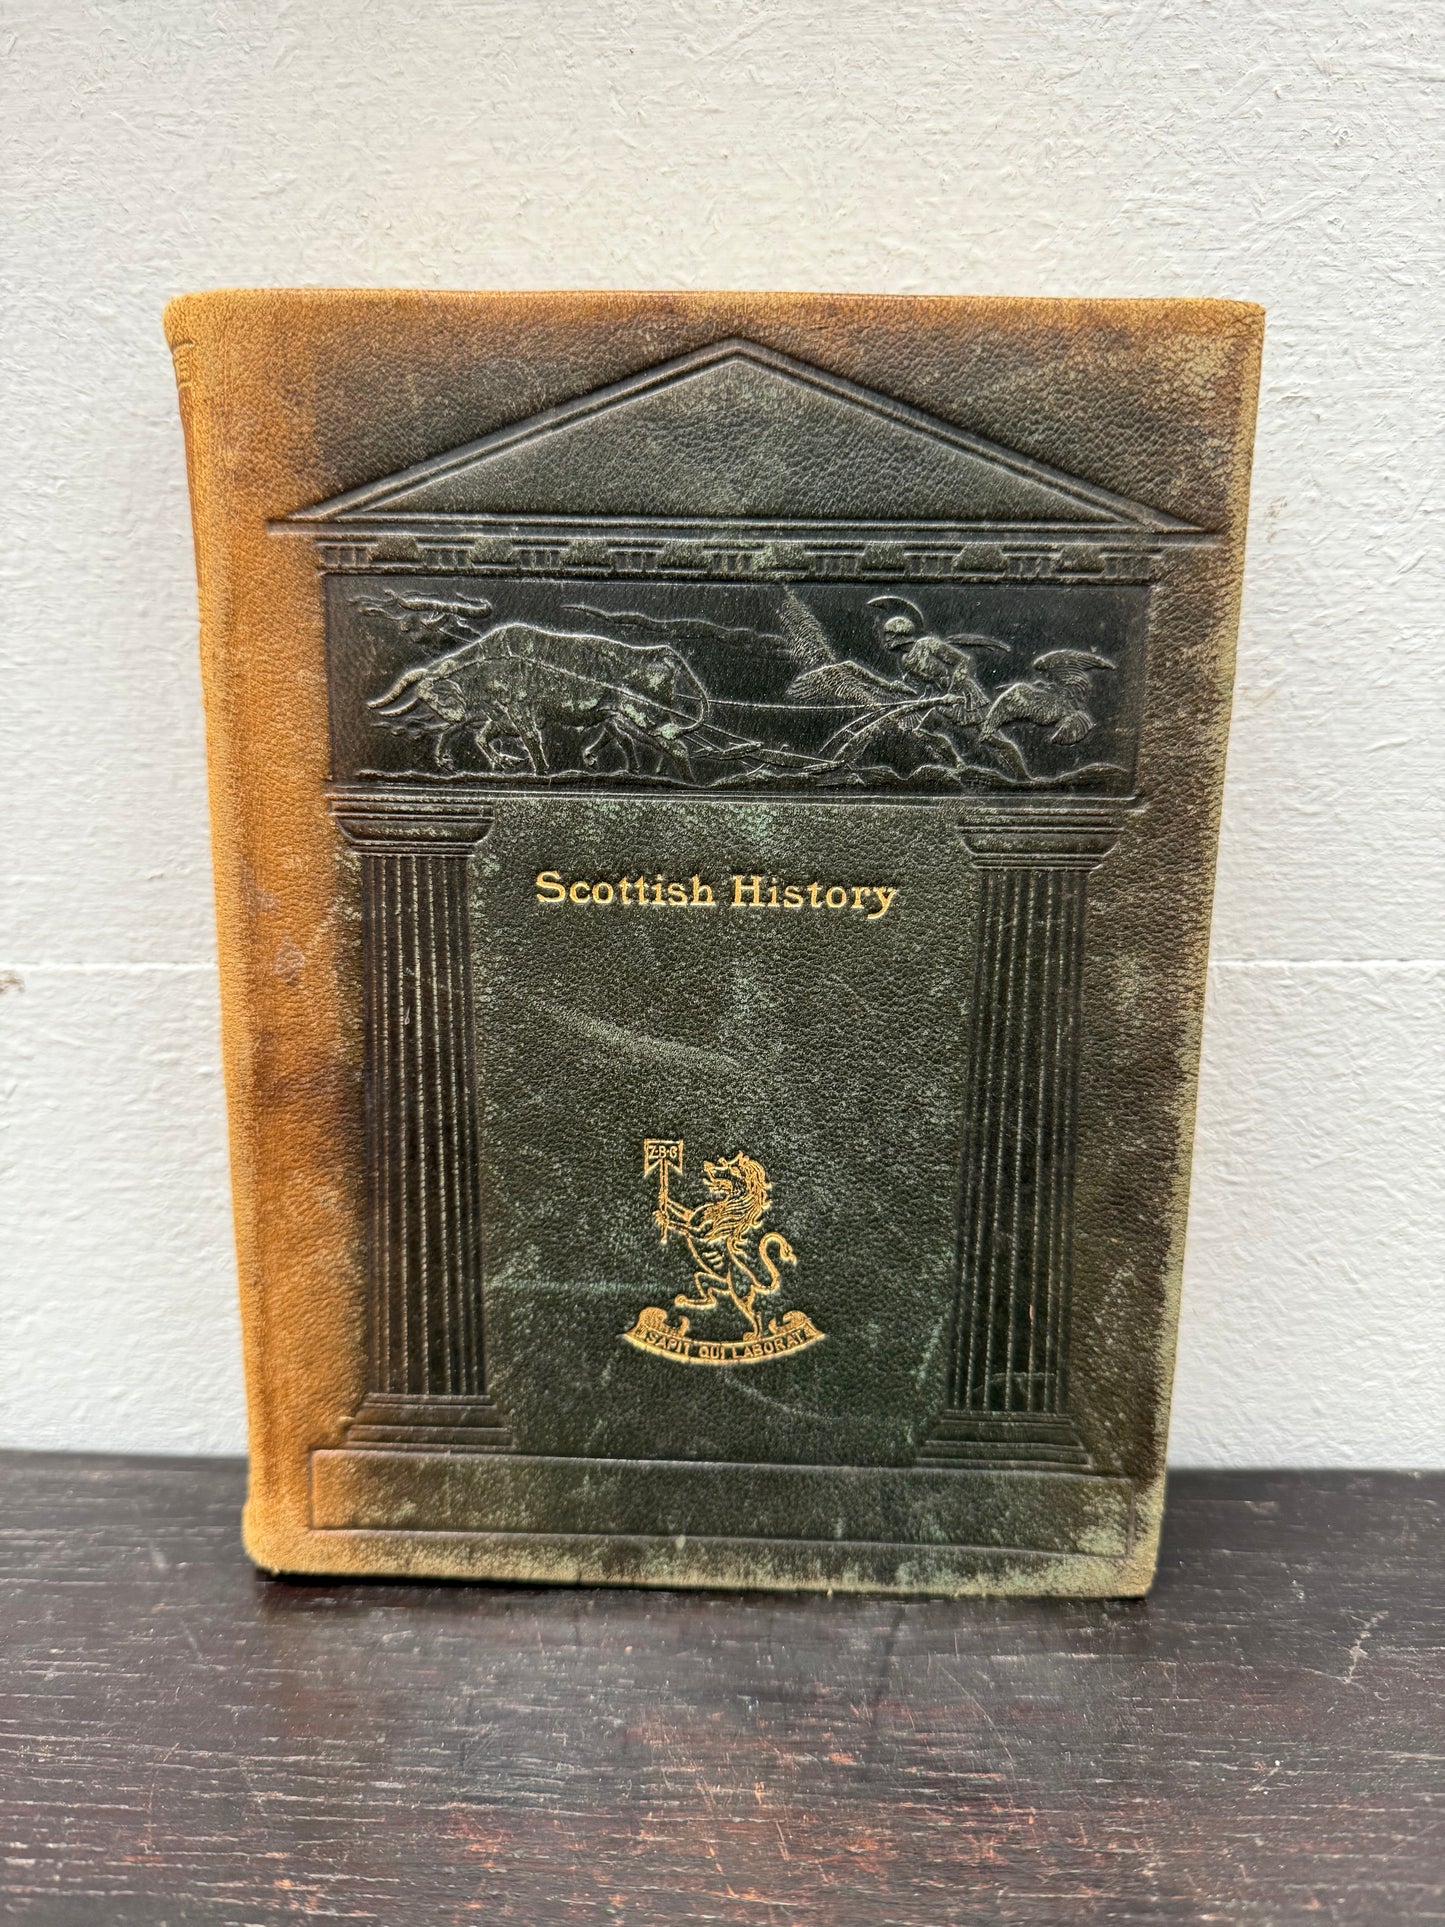 Scottish History
Z·B·G
SAPIT QUI LABORAT